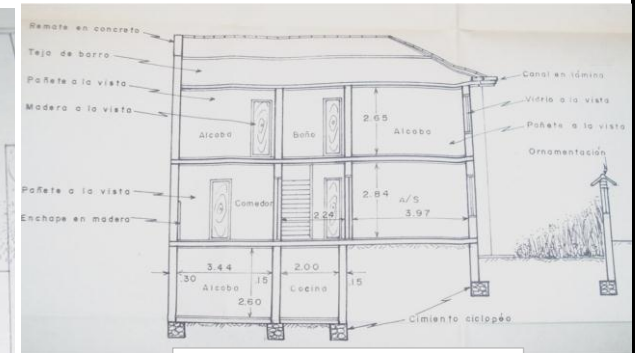 Remate en concreto
Teja de barro
Pañete a la vista
Madera a la vista
Pañete a la vista
Enchape en madera
Canal en lámina
Vidrio a la vista
Pañete a la vista
Ornamentación
Alcoba
Baño
2.65
Alcoba
Comedor
2.24
2.84
A/S
3.97
3.44
2.00
.30
.15
.15
Alcoba
Cocina
2.60
Cimiento ciclópeo